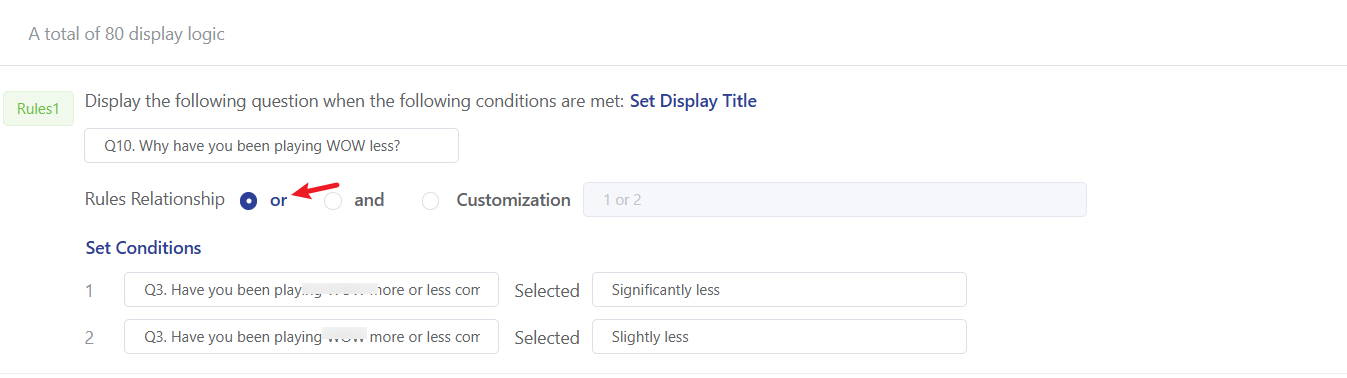 A total of 80 display logic
Rules1 Display the following question when the following conditions are met: Set Display Title
Q10. Why have you been playing WOW less?
Rules Relationship or and Customization 1 or 2
Set Conditions
1 Q3. Have you been playing WOW more or less com Selected Significantly less
2 Q3. Have you been playing WOW more or less com Selected Slightly less